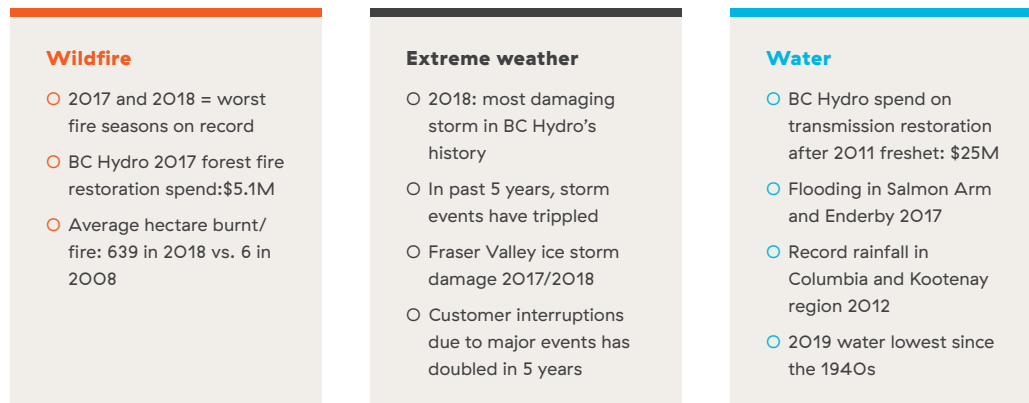 Wildfire
2017 and 2018 = worst
fire seasons on record
BC Hydro 2017 forest fire
restoration spend:$5.1M
Average hectare burnt/
fire: 639 in 2018 vs. 6 in
2008
Extreme weather
2018: most damaging
storm in BC Hydro's
history
In past 5 years, storm
events have trippled
Fraser Valley ice storm
damage 2017/2018
Customer interruptions
due to major events has
doubled in 5 years
Water
BC Hydro spend on
transmission restoration
after 2011 freshet: $25M
Flooding in Salmon Arm
and Enderby 2017
Record rainfall in
Columbia and Kootenay
region 2012
2019 water lowest since
the 1940s